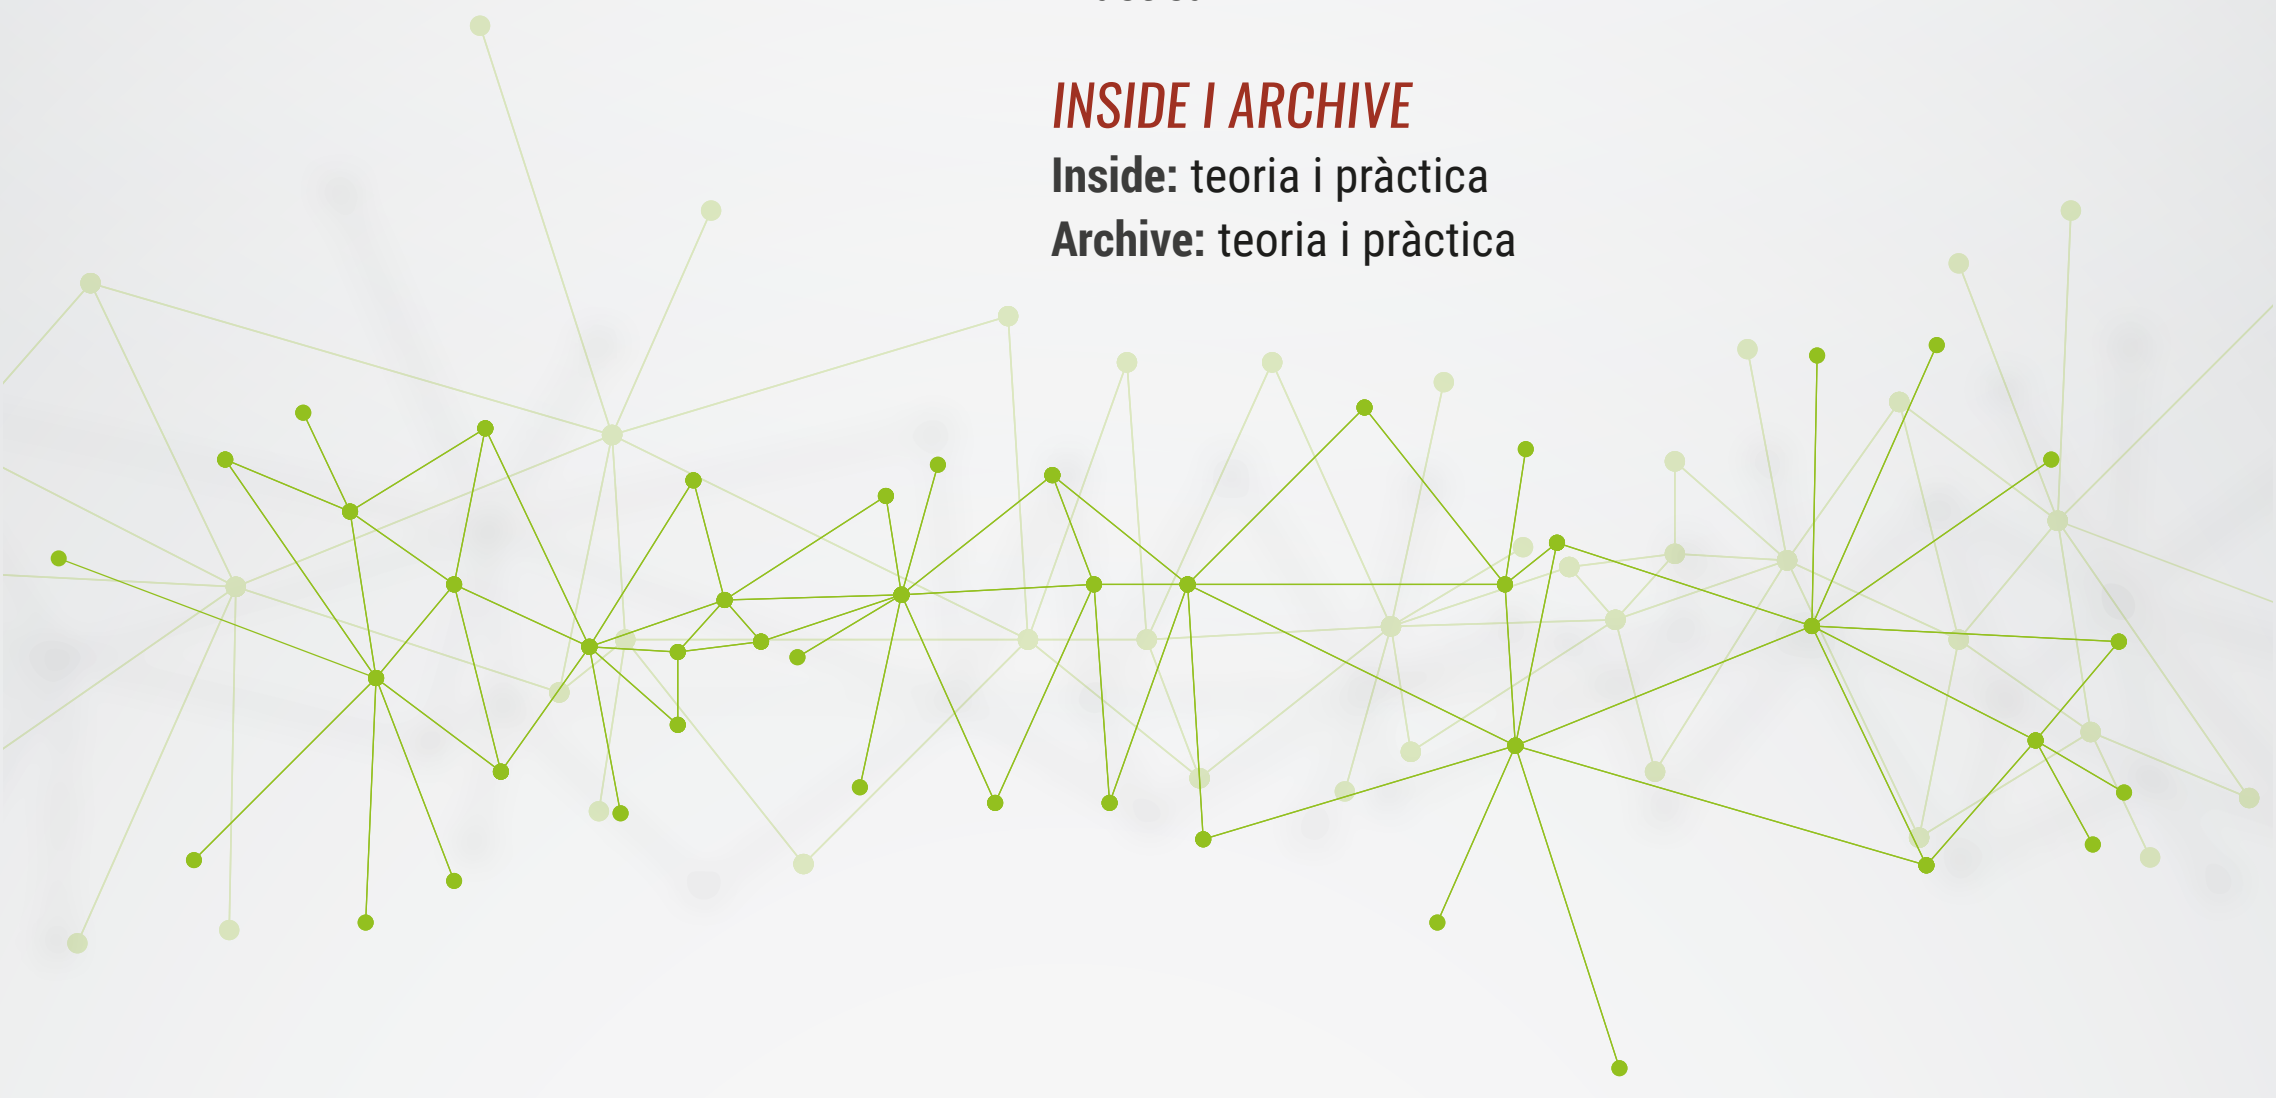 INSIDE I ARCHIVE
Inside: teoria i pràctica
Archive: teoria i pràctica